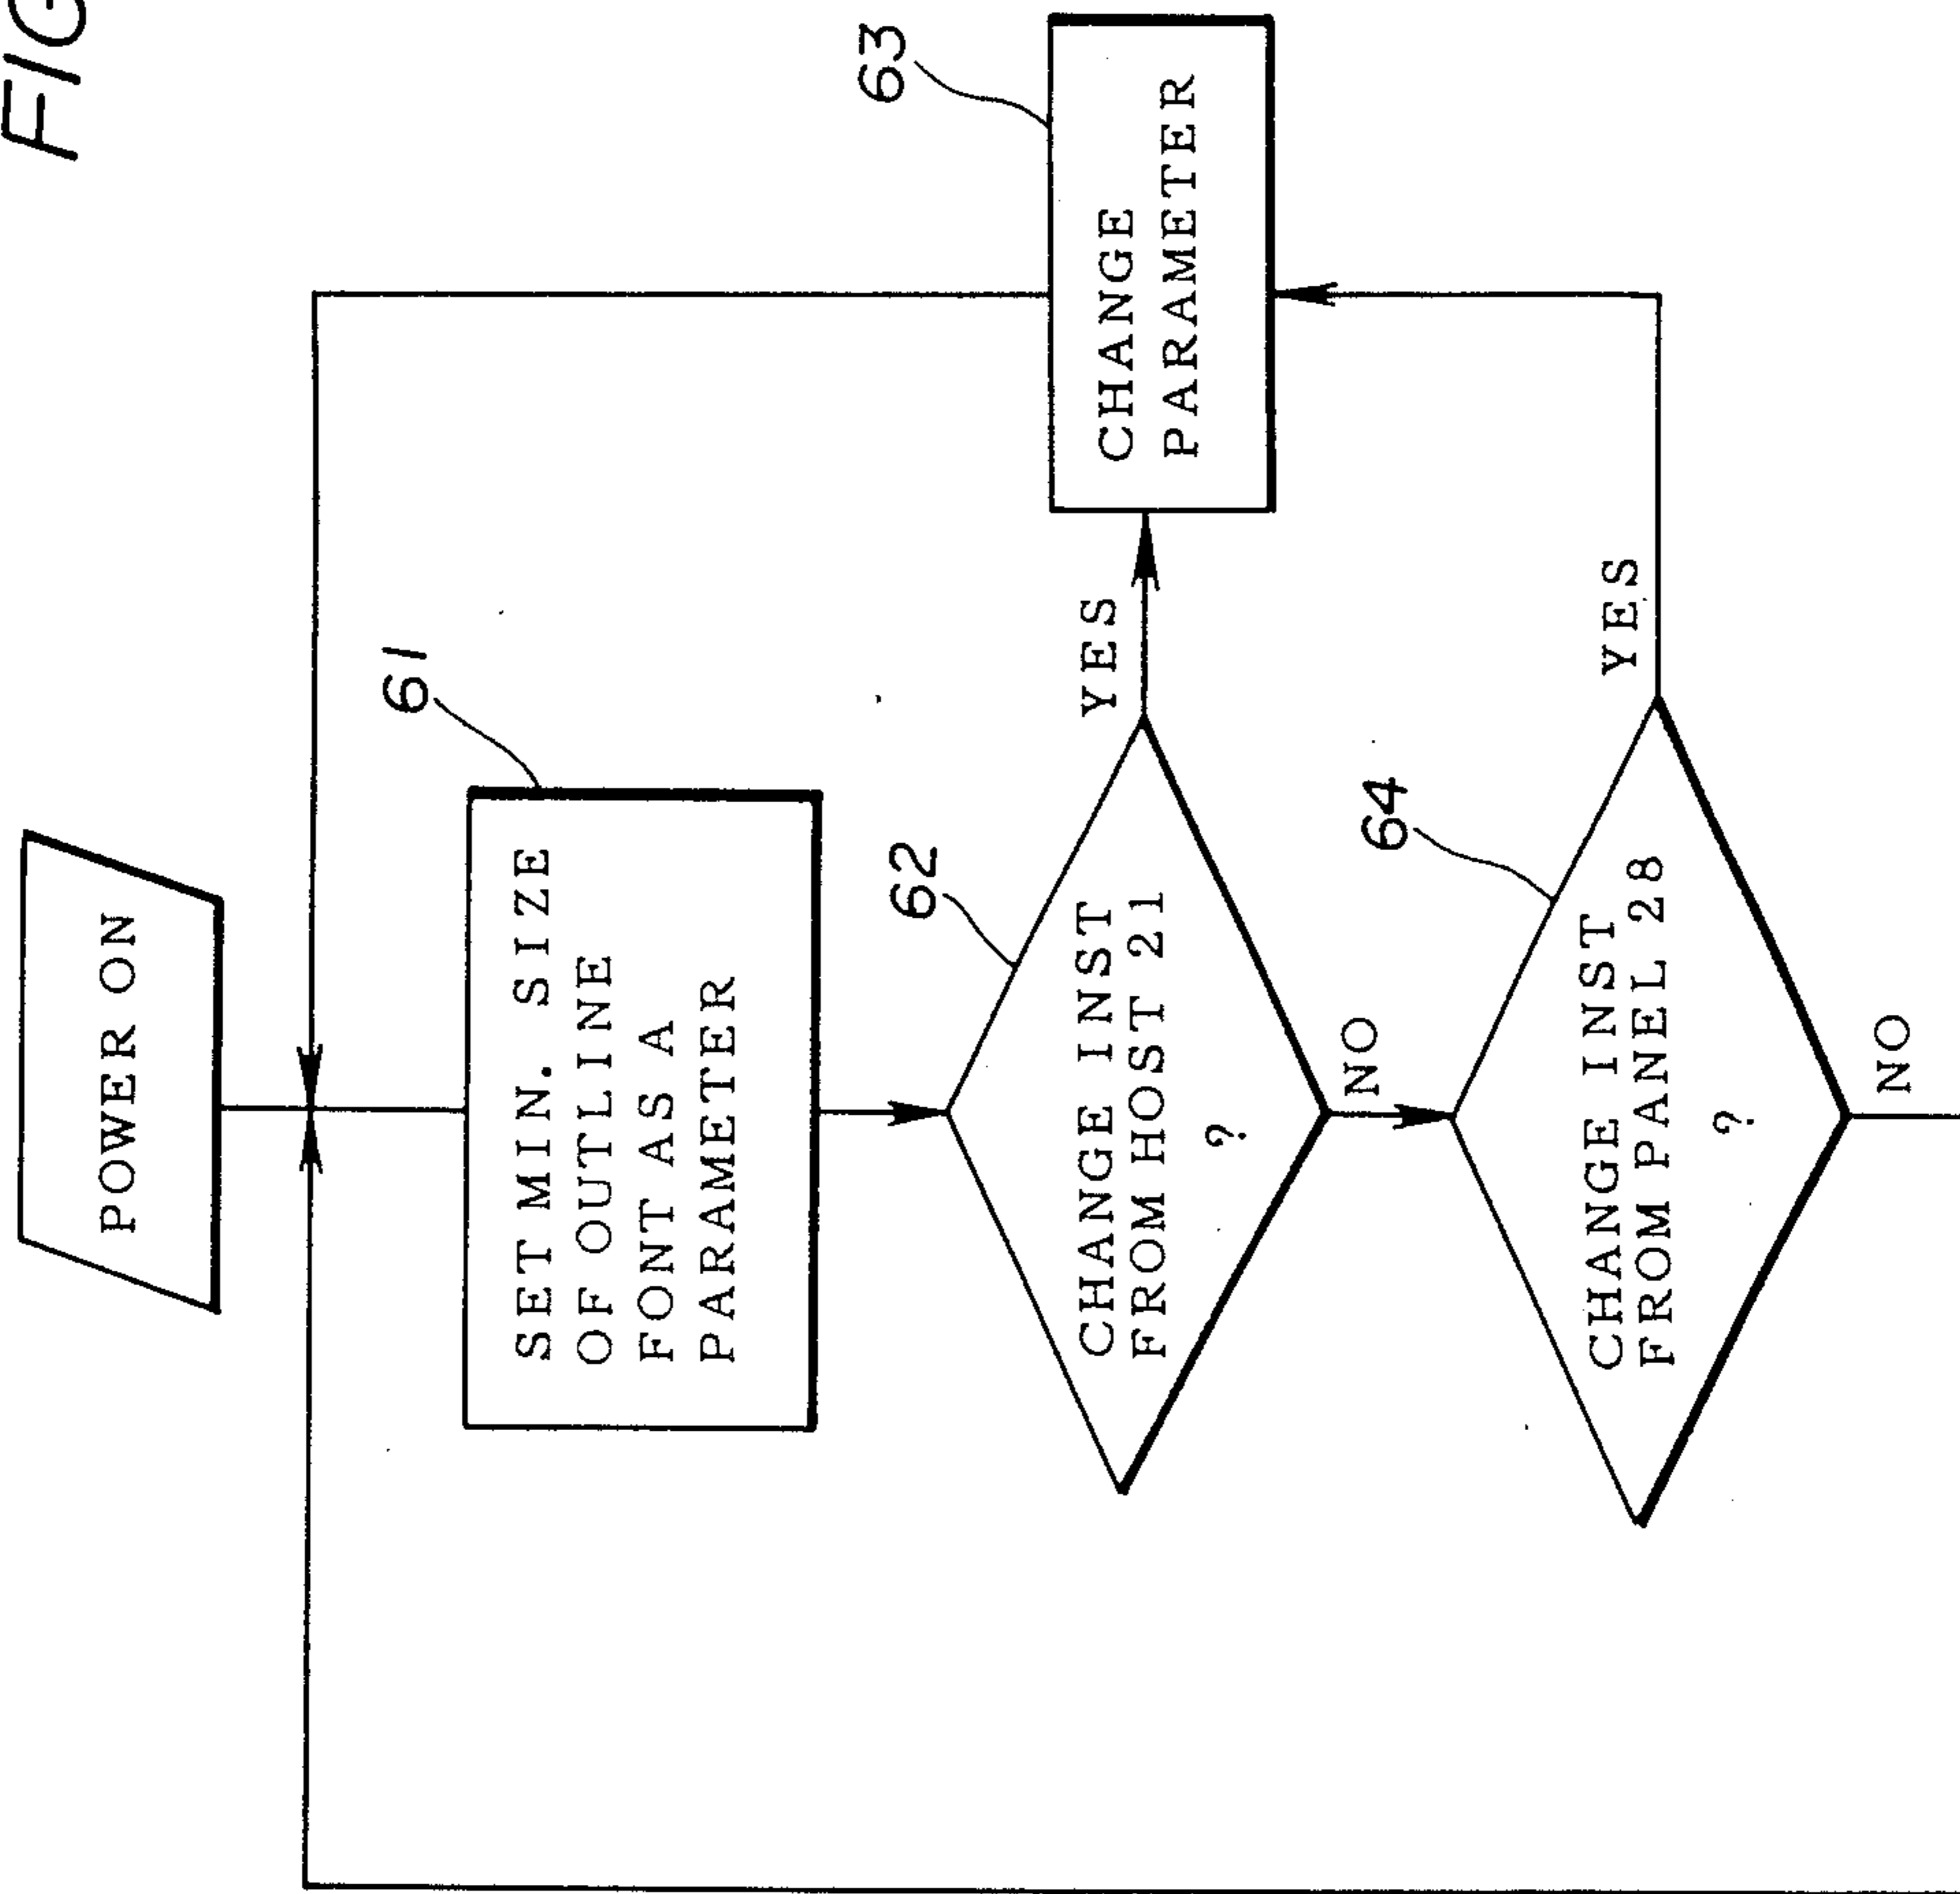 FIG
POWER ON
61
SET MIN. SIZE
OF OUTLINE
FONT AS A
PARAMETER
62
CHANGE INST
FROM HOST 21
?
YES
63
CHANGE
PARAMETER
NO
64
CHANGE INST
FROM PANEL 28
?
YES
NO